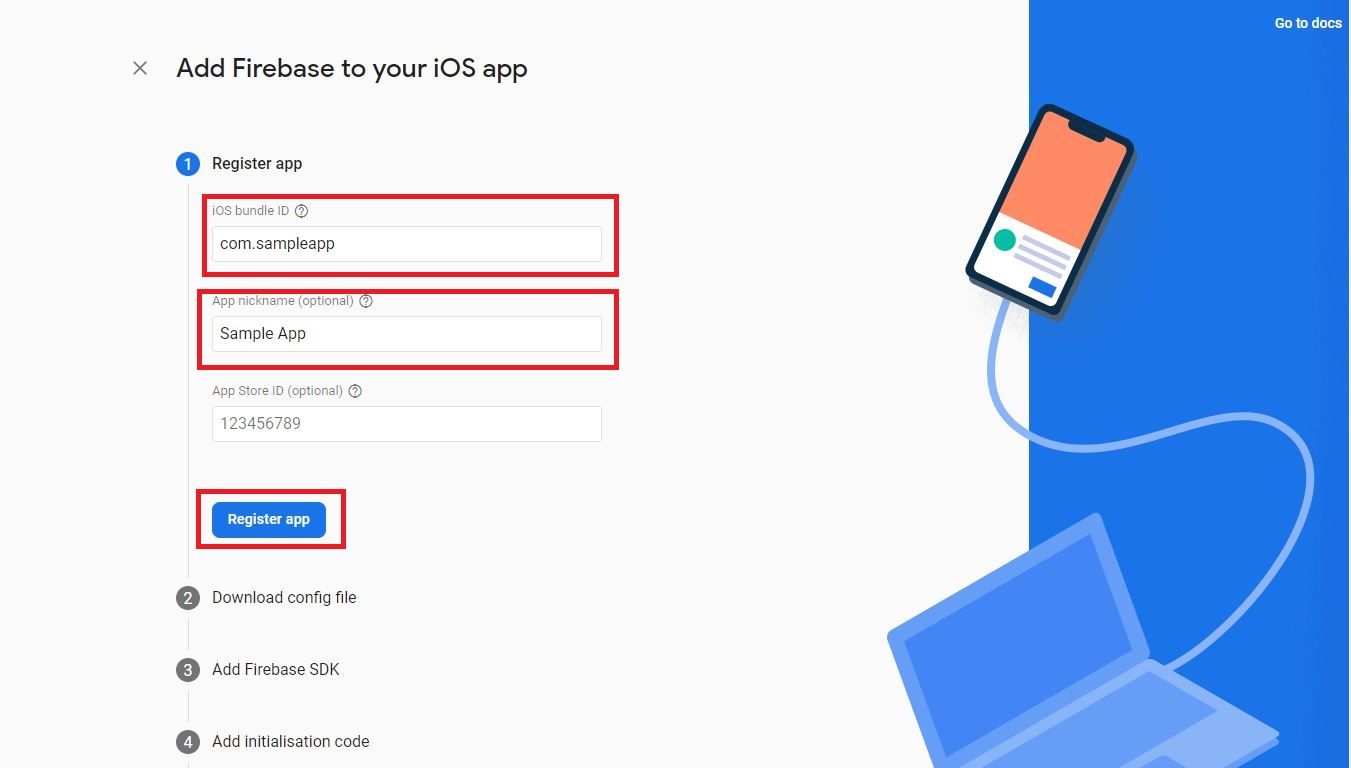 Go to docs
Add Firebase to your iOS app
1 Register app
iOS bundle ID ?
com.sampleapp
App nickname (optional) ?
Sample App
App Store ID (optional) ?
123456789
Register app
2 Download config file
3 Add Firebase SDK
4 Add initialisation code